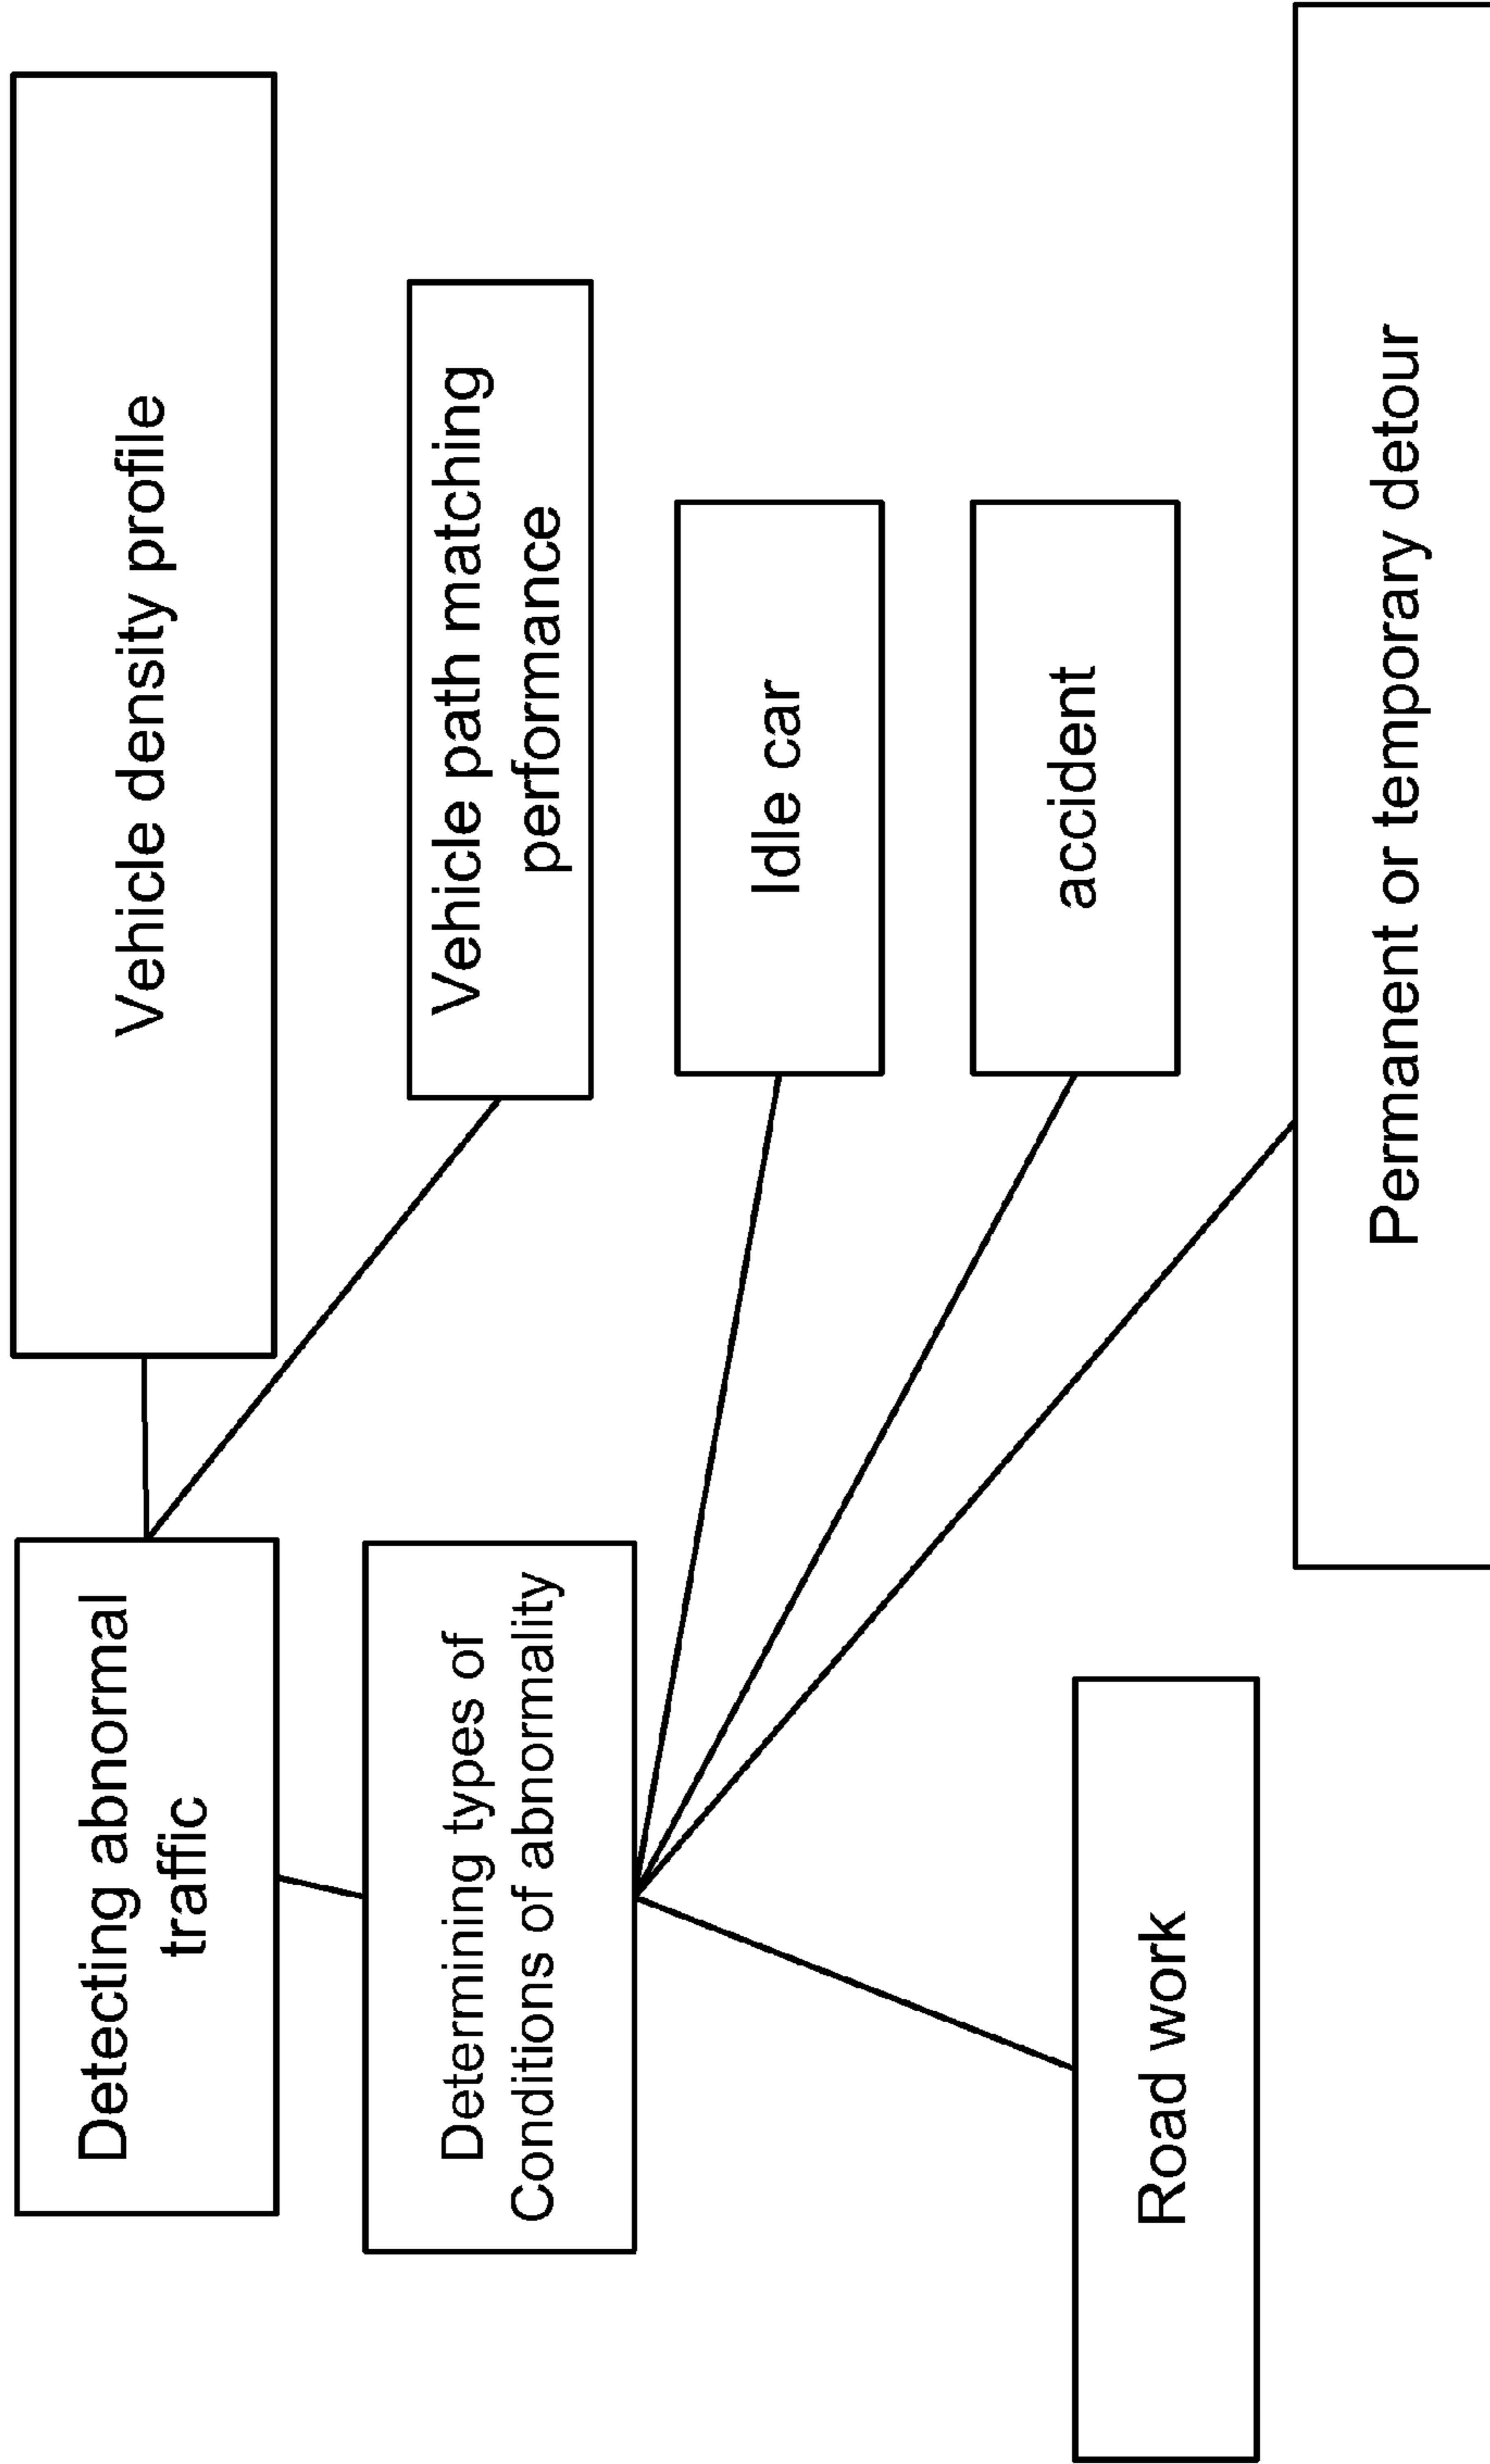 Detecting abnormal
traffic
Vehicle density profile
Determining types of
Conditions of abnormality
Vehicle path matching
performance
Idle car
accident
Road work
Permanent or temporary detour